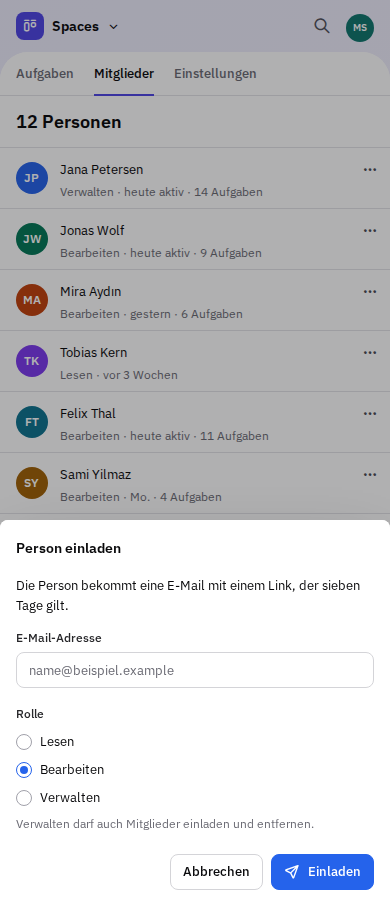 Spaces
MS
Aufgaben Mitglieder Einstellungen
12 Personen
JP Jana Petersen
Verwalten · heute aktiv · 14 Aufgaben
JW Jonas Wolf
Bearbeiten · heute aktiv · 9 Aufgaben
MA Mira Aydın
Bearbeiten · gestern · 6 Aufgaben
TK Tobias Kern
Lesen · vor 3 Wochen
FT Felix Thal
Bearbeiten · heute aktiv · 11 Aufgaben
SY Sami Yilmaz
Bearbeiten · Mo. · 4 Aufgaben
Person einladen
Die Person bekommt eine E-Mail mit einem Link, der sieben
Tage gilt.
E-Mail-Adresse
name@beispiel.example
Rolle
Lesen
Bearbeiten
Verwalten
Verwalten darf auch Mitglieder einladen und entfernen.
Abbrechen Einladen